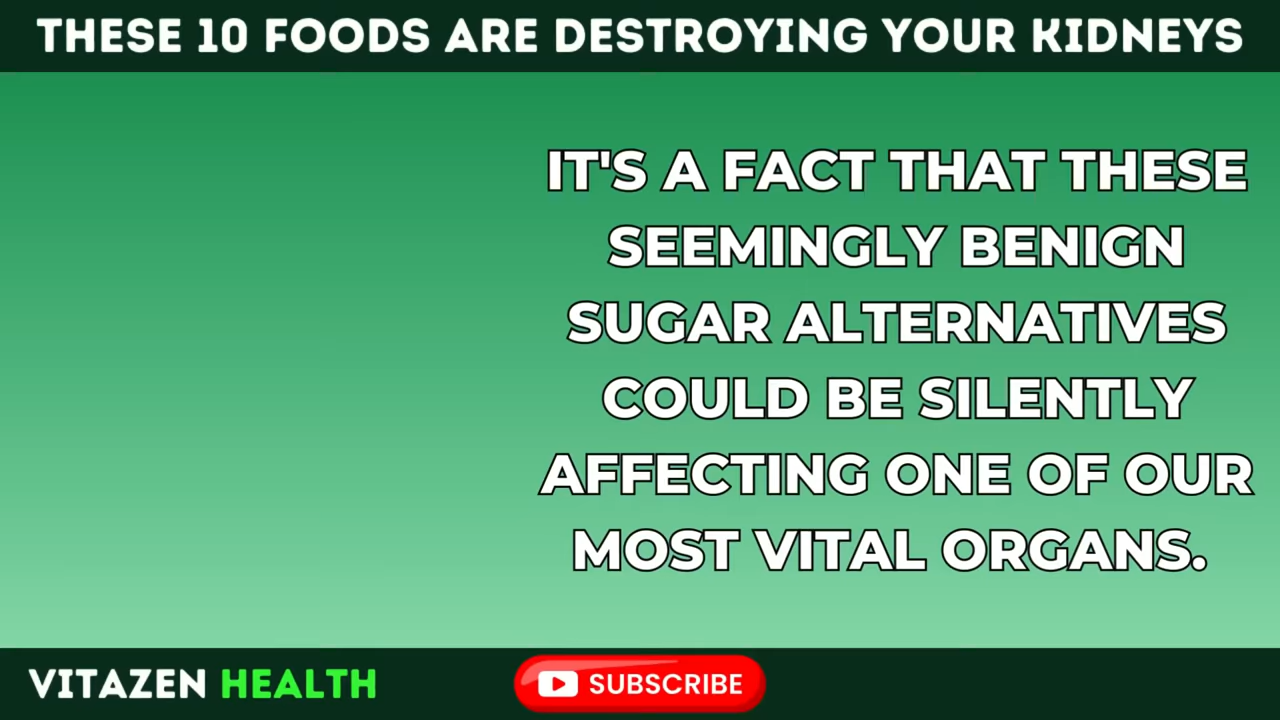 THESE 10 FOODS ARE DESTROYING YOUR KIDNEYS
IT'S A FACT THAT THESE
SEEMINGLY BENIGN
SUGAR ALTERNATIVES
COULD BE SILENTLY
AFFECTING ONE OF OUR
MOST VITAL ORGANS.
VITAZEN HEALTH
SUBSCRIBE